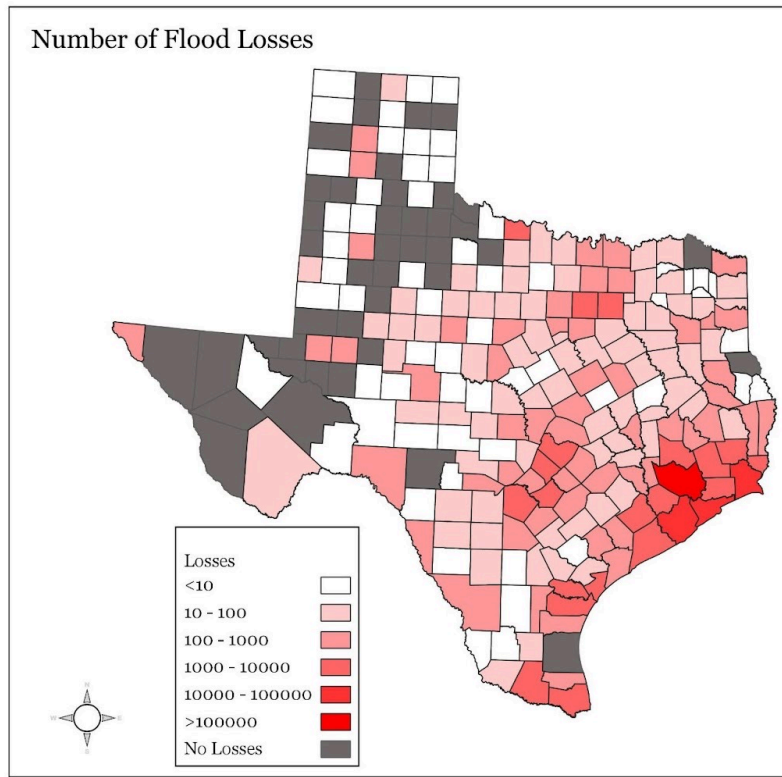 Number of Flood Losses
Losses
<10
10 - 100
100 - 1000
1000 - 10000
10000 - 100000
>100000
No Losses
N
W
E
S